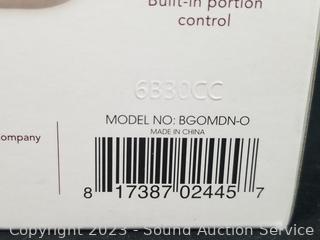 Built-in portion
control
6B30CC
MODEL NO: BGOMDN-O
MADE IN CHINA
ompany
8 17387 02445 7
Copyright 2023 - Sound Auction Service